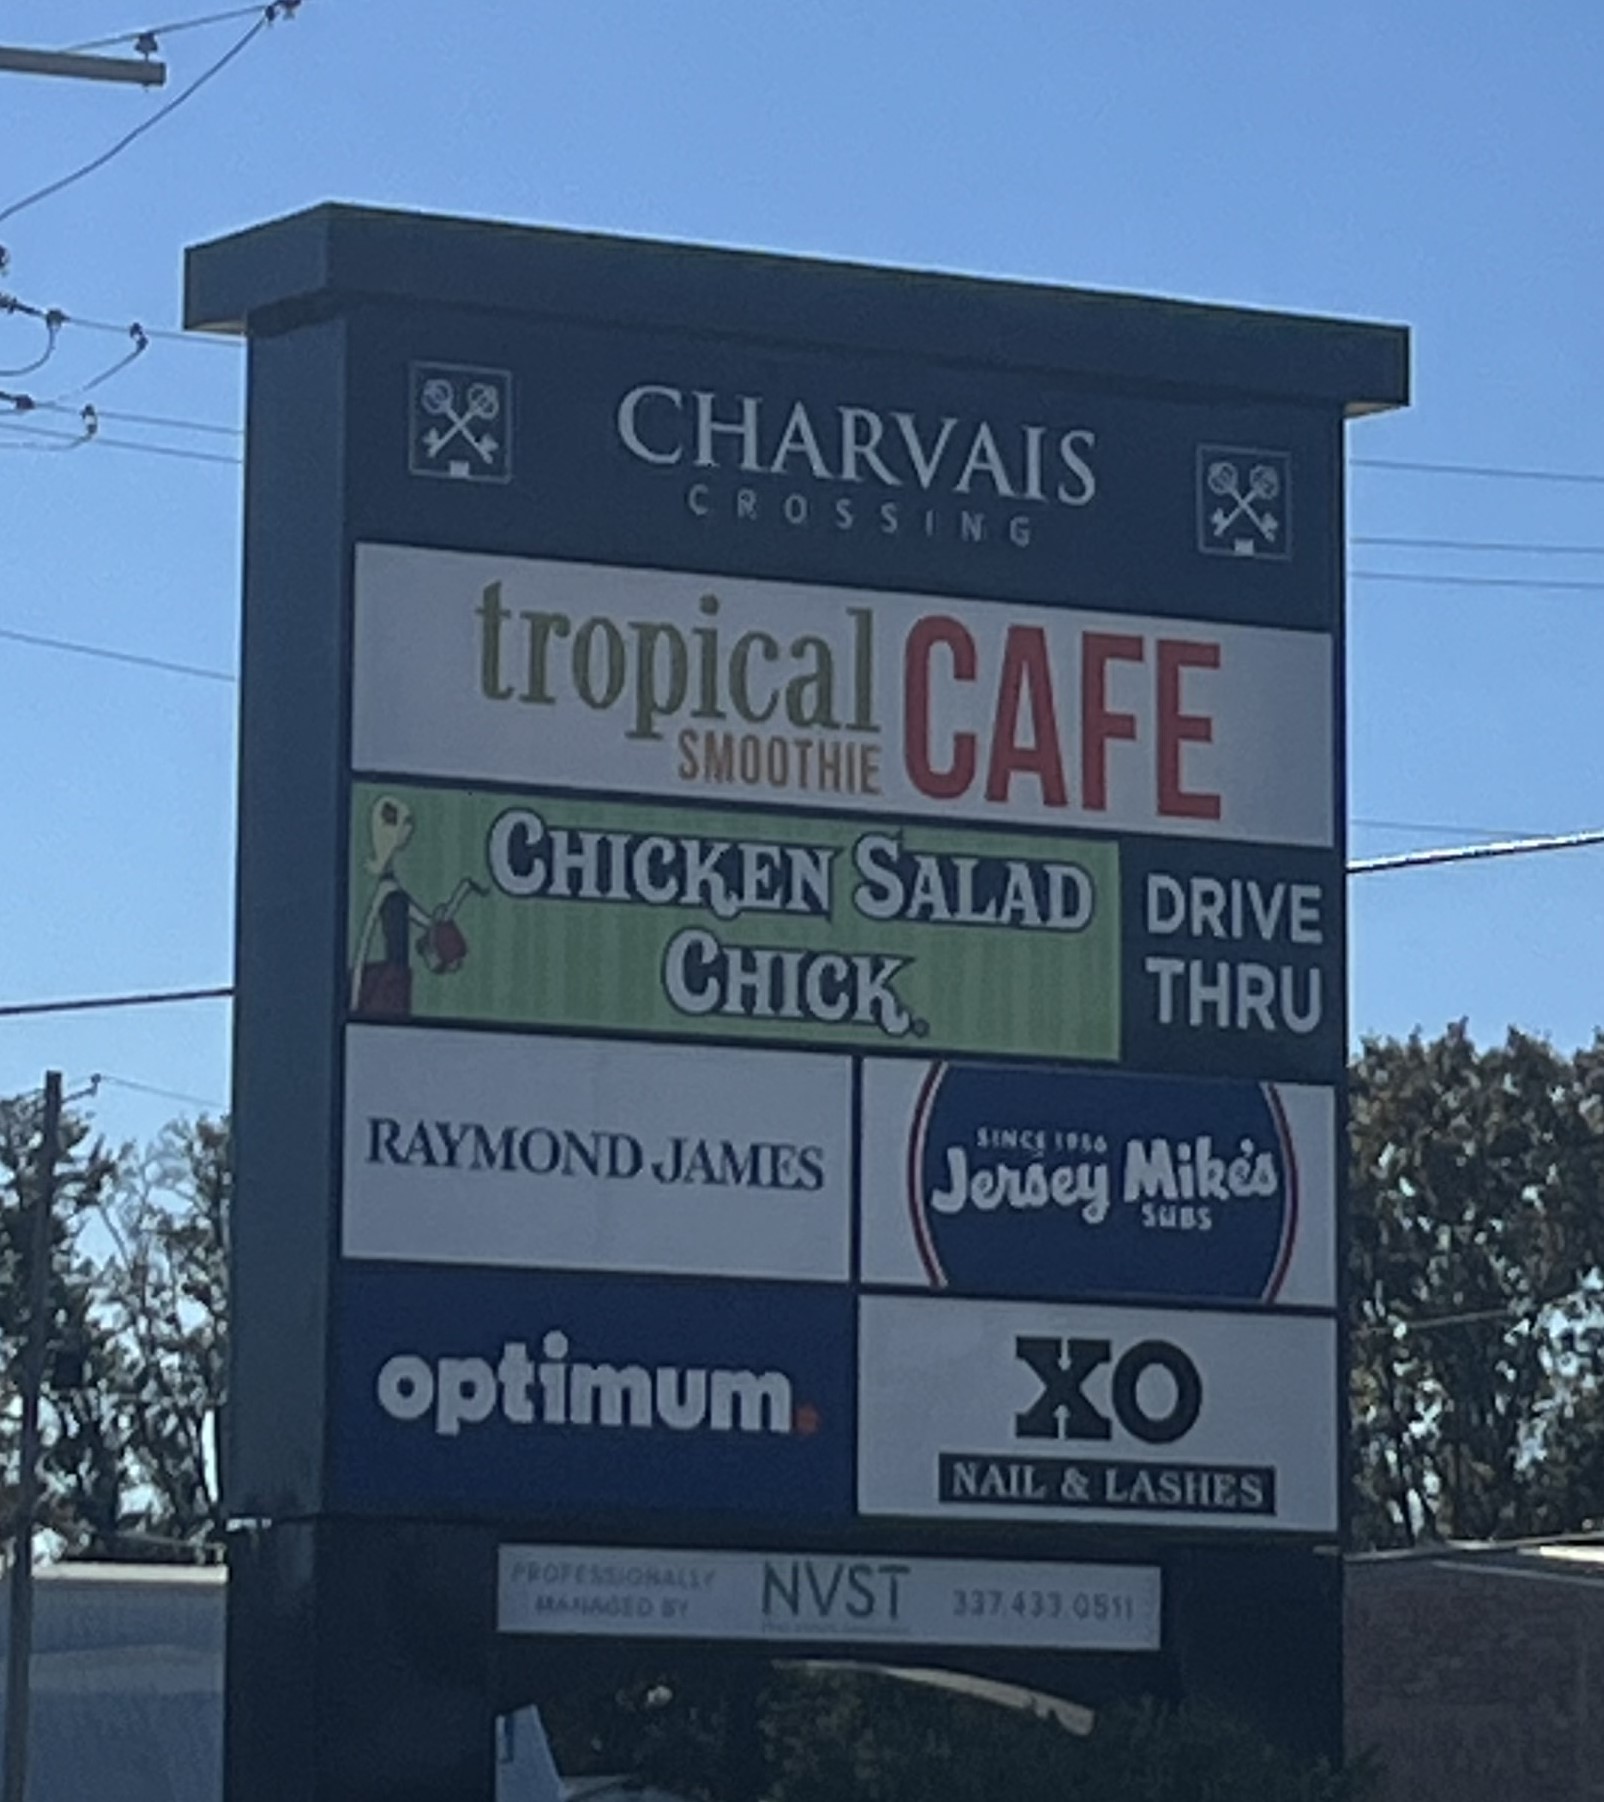 CHARVAIS
CROSSING
tropical CAFE
SMOOTHIE
CHICKEN SALAD
CHICK
DRIVE
THRU
RAYMOND JAMES
SINCE 1956
Jersey Mike's
SUBS
optimum.
XO
NAIL & LASHES
PROFESSIONALLY
MANAGED BY
NVST
337.433.0511